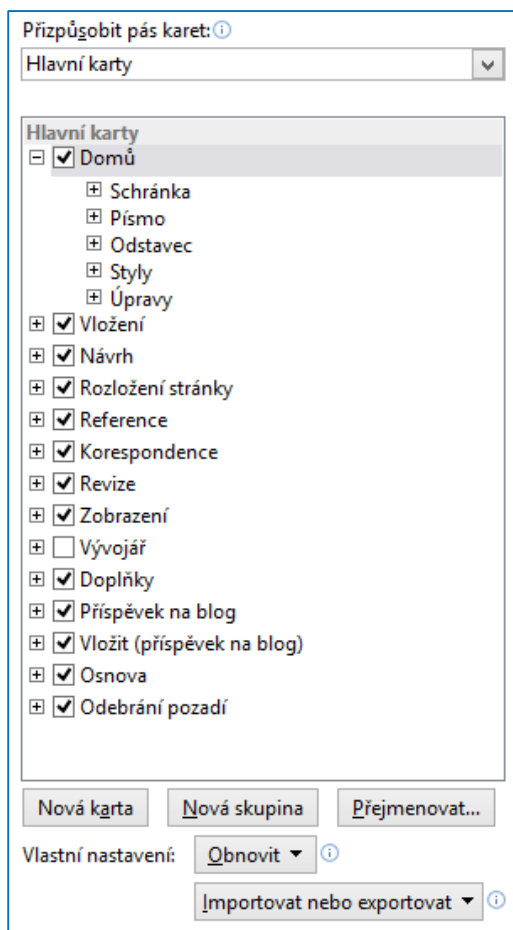 Přizpůsobit pás karet:
Hlavní karty
Hlavní karty
Domů
Schránka
Písmo
Odstavec
Styly
Úpravy
Vložení
Návrh
Rozložení stránky
Reference
Korespondence
Revize
Zobrazení
Vývojář
Doplňky
Příspěvek na blog
Vložit (příspěvek na blog)
Osnova
Odebrání pozadí
Nová karta Nová skupina Přejmenovat...
Vlastní nastavení: Obnovit
Importovat nebo exportovat